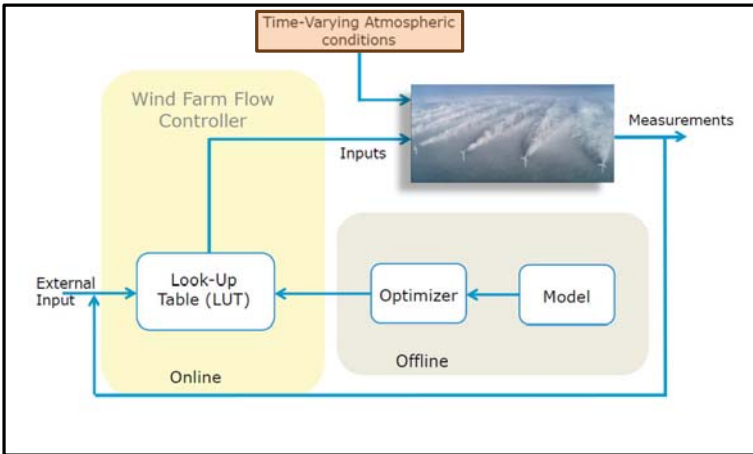 Time-Varying Atmospheric
conditions
Wind Farm Flow
Controller
Measurements
Inputs
External
Input
Look-Up
Table (LUT)
Optimizer
Model
Offline
Online